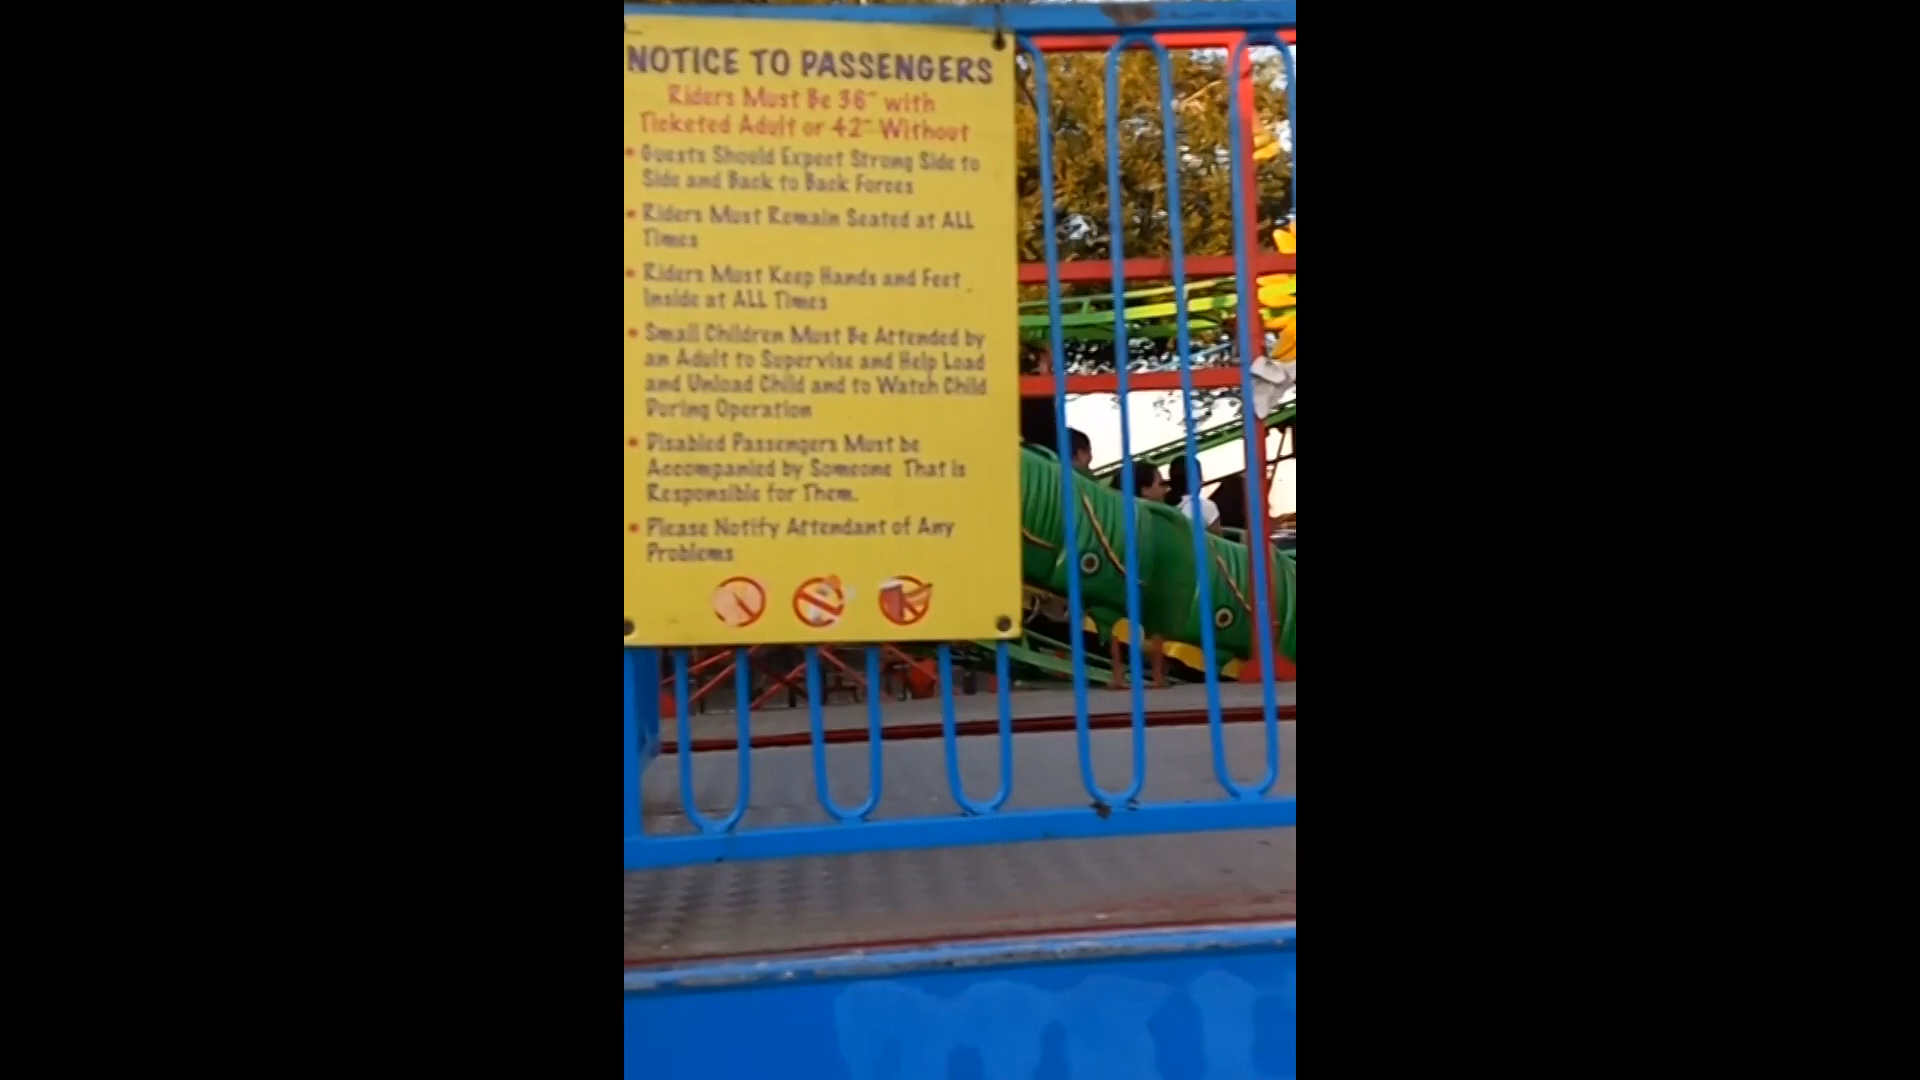 NOTICE TO PASSENGERS
Riders Must Be 36" with
Ticketed Adult or 42" Without
• Guests Should Expect Strong Side to
Side and Back to Back Forces
• Riders Must Remain Seated at ALL
Times
• Riders Must Keep Hands and Feet
Inside at ALL Times
• Small Children Must Be Attended by
an Adult to Supervise and Help Load
and Unload Child and to Watch Child
During Operation
• Disabled Passengers Must be
Accompanied by Someone That is
Responsible for Them.
• Please Notify Attendant of Any
Problems